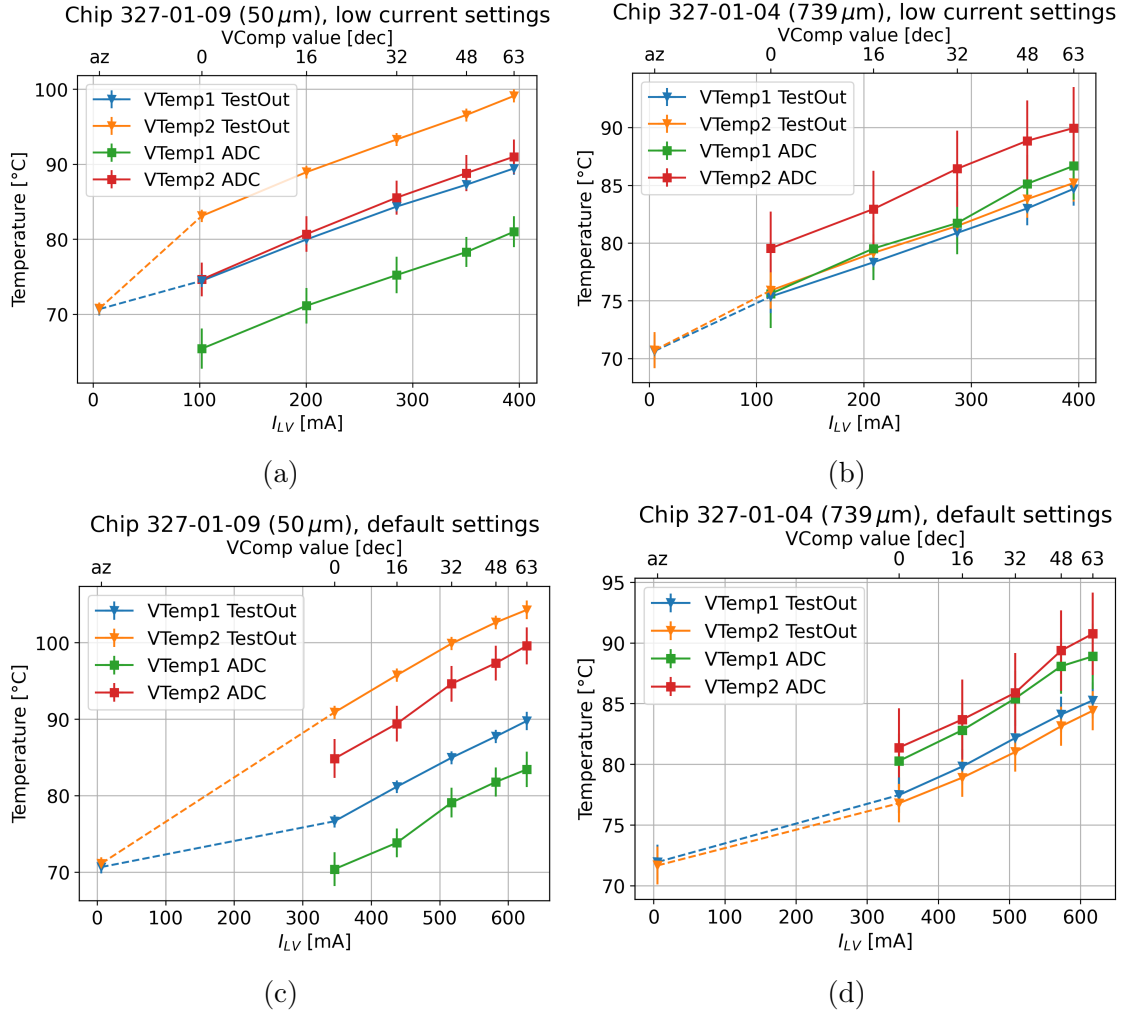 Chip 327-01-09 (50 μm), low current settings
VComp value [dec]
az 0 16 32 48 63
VTemp1 TestOut
VTemp2 TestOut
VTemp1 ADC
VTemp2 ADC
Temperature [°C]
100
90
80
70
0 100 200 300 400
I_LV [mA]
(a)
Chip 327-01-04 (739 μm), low current settings
VComp value [dec]
az 0 16 32 48 63
VTemp1 TestOut
VTemp2 TestOut
VTemp1 ADC
VTemp2 ADC
Temperature [°C]
90
85
80
75
70
0 100 200 300 400
I_LV [mA]
(b)
Chip 327-01-09 (50 μm), default settings
VComp value [dec]
az 0 16 32 48 63
VTemp1 TestOut
VTemp2 TestOut
VTemp1 ADC
VTemp2 ADC
Temperature [°C]
100
90
80
70
0 100 200 300 400 500 600
I_LV [mA]
(c)
Chip 327-01-04 (739 μm), default settings
VComp value [dec]
az 0 16 32 48 63
VTemp1 TestOut
VTemp2 TestOut
VTemp1 ADC
VTemp2 ADC
Temperature [°C]
95
90
85
80
75
70
0 100 200 300 400 500 600
I_LV [mA]
(d)